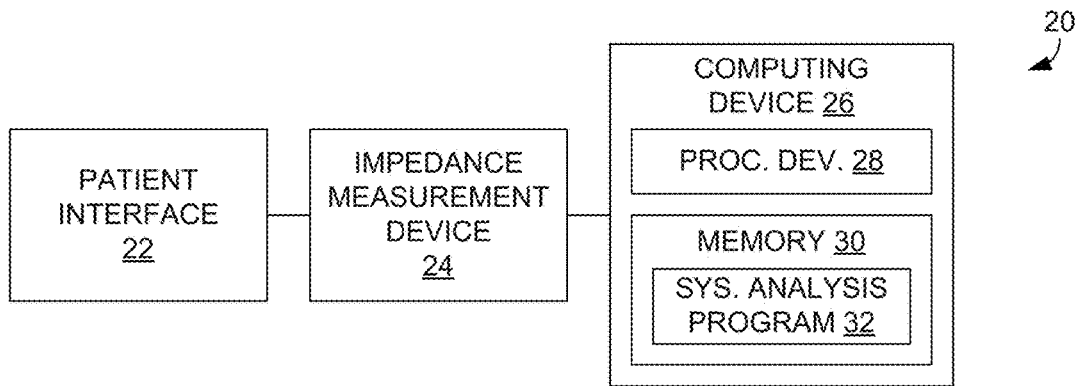 20
COMPUTING
DEVICE 26
PROC. DEV. 28
MEMORY 30
SYS. ANALYSIS
PROGRAM 32
IMPEDANCE
MEASUREMENT
DEVICE
24
PATIENT
INTERFACE
22